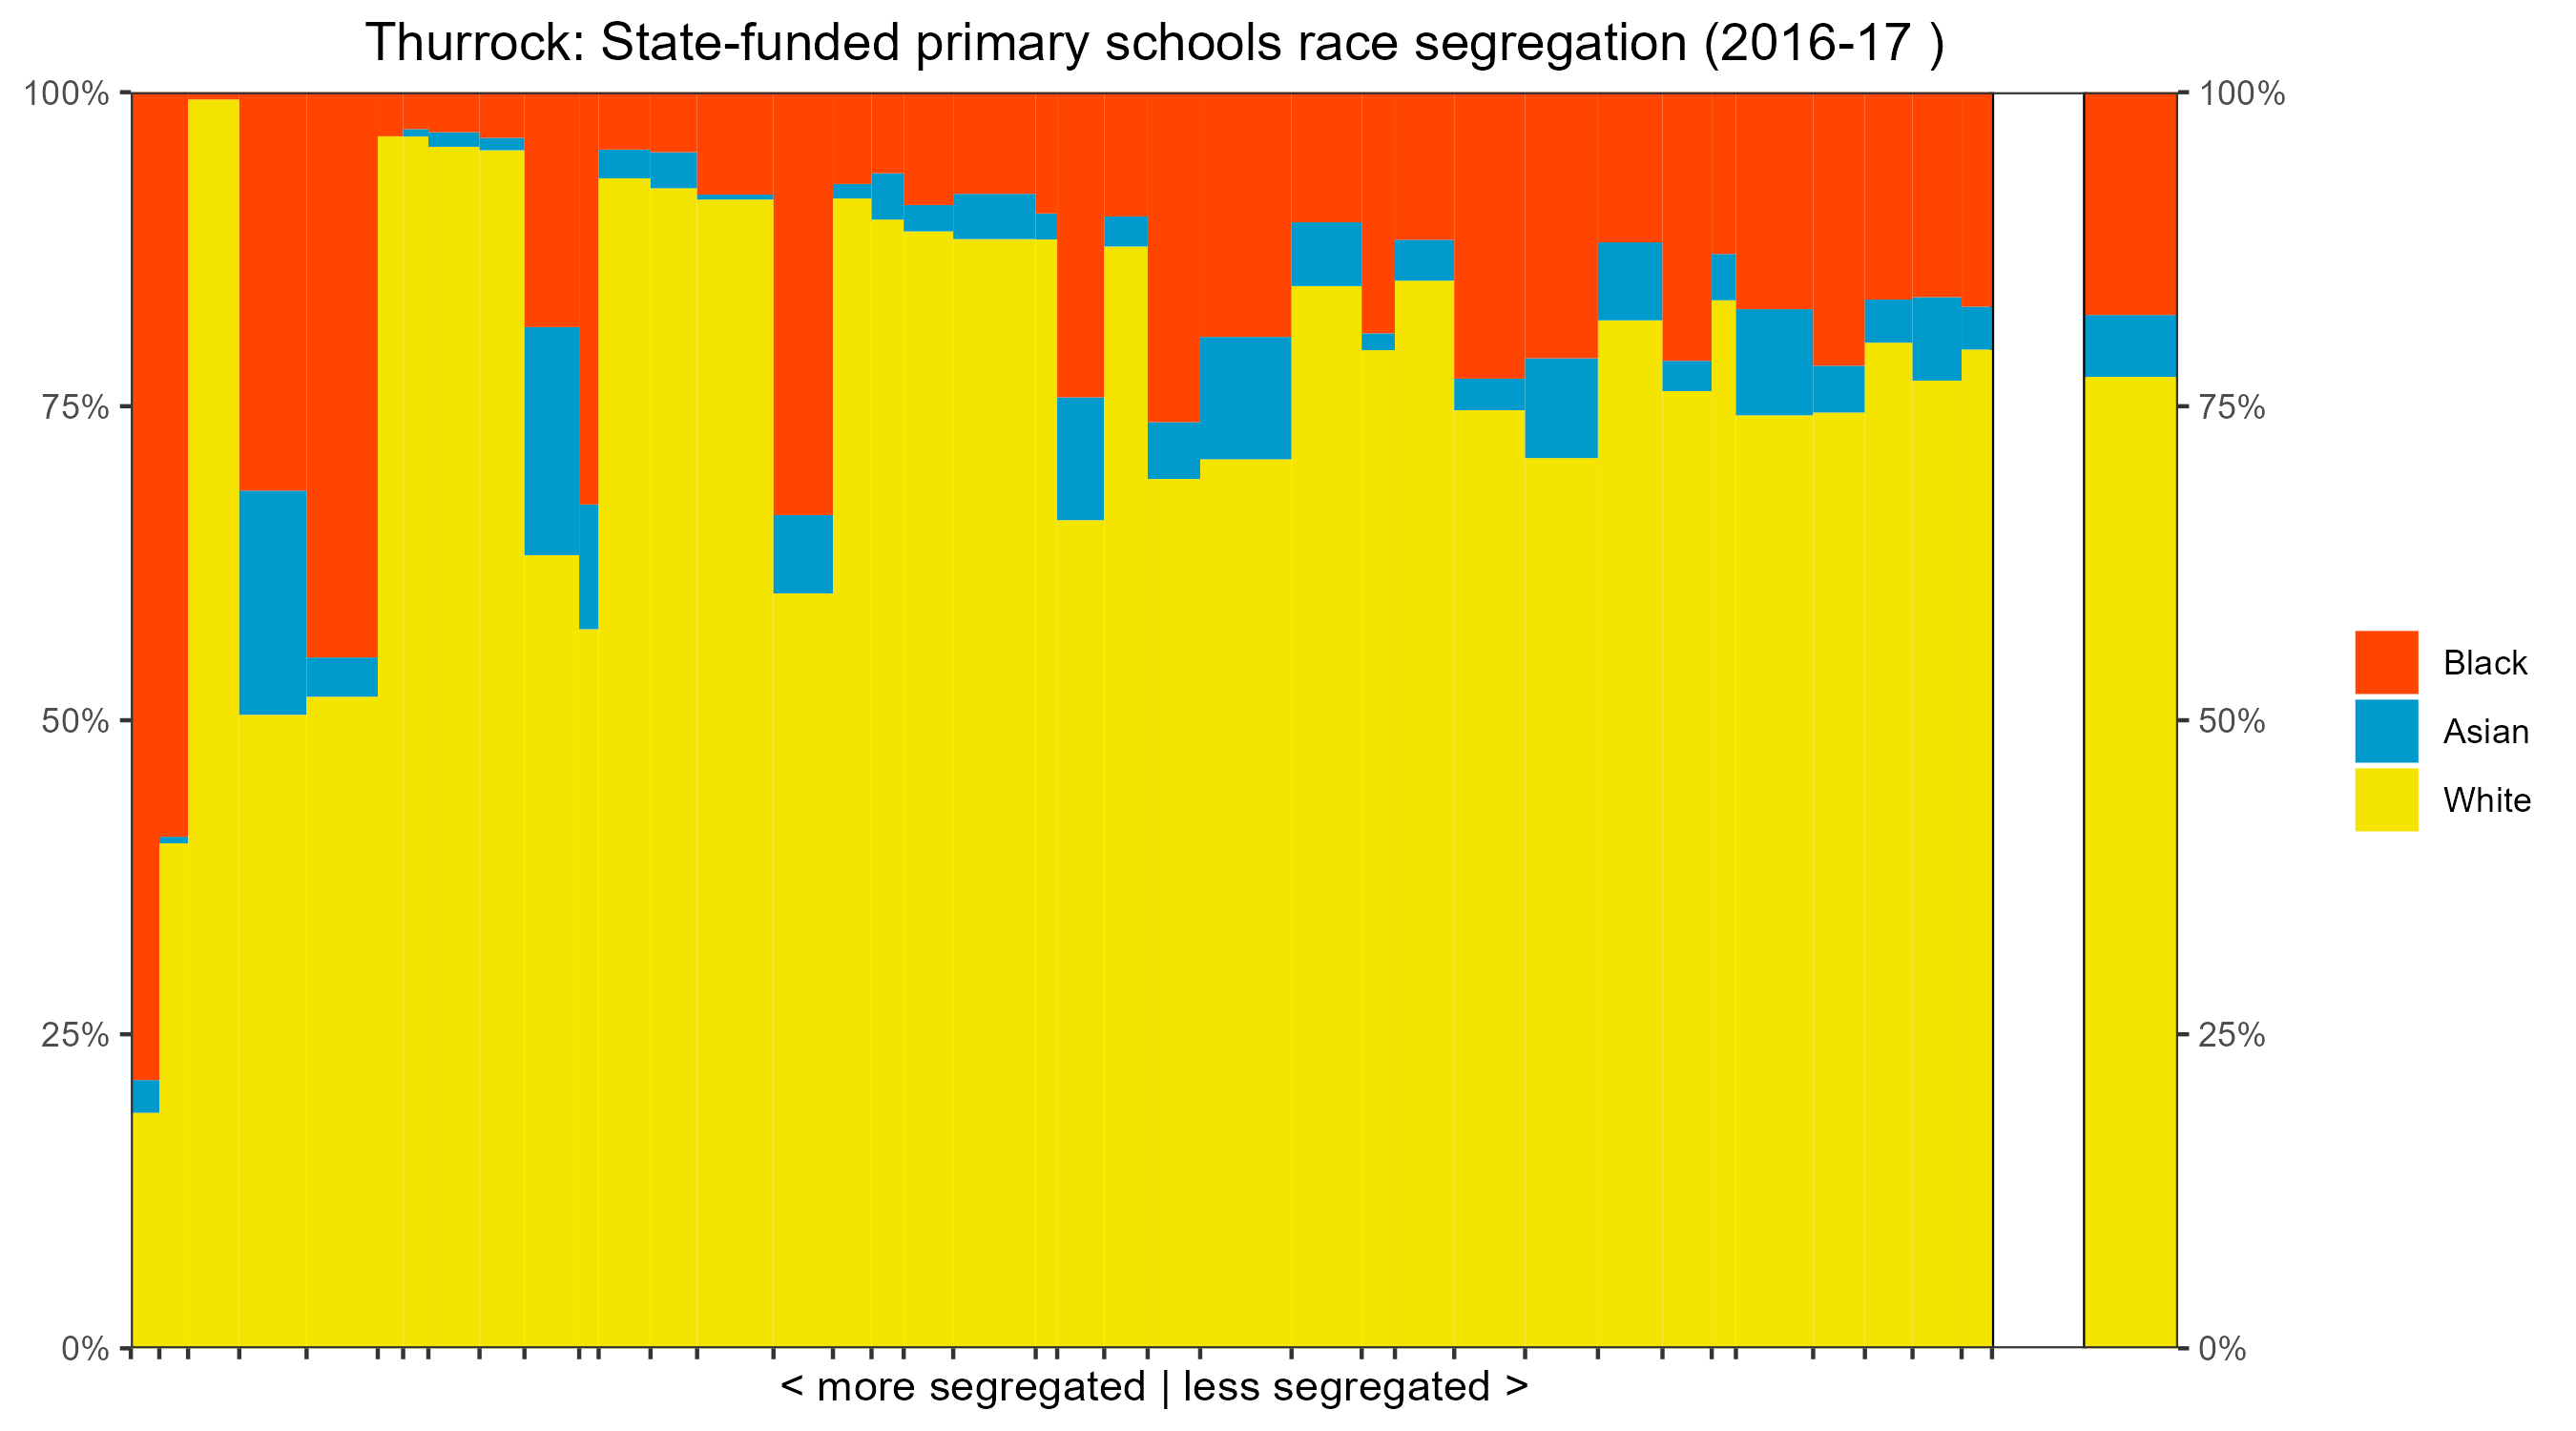 Thurrock: State-funded primary schools race segregation (2016-17 )
100%
75%
50%
25%
0%
100%
75%
50%
25%
0%
Black
Asian
White
< more segregated | less segregated >